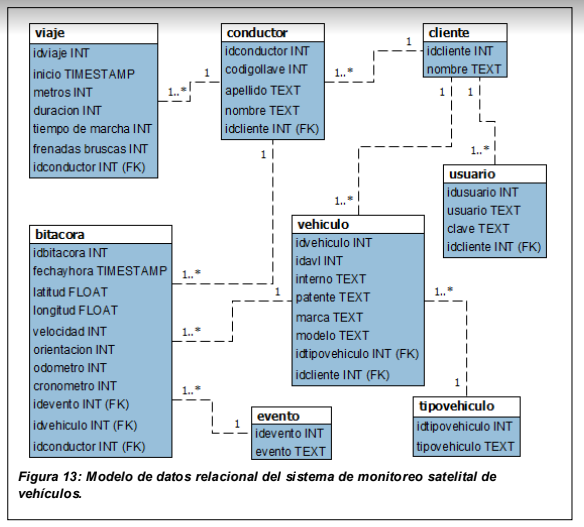 viaje
idviaje INT
inicio TIMESTAMP
metros INT
duracion INT
tiempo de marcha INT
frenadas bruscas INT
idconductor INT (FK)
1..*
1
conductor
idconductor INT
codigollave INT
apellido TEXT
nombre TEXT
idcliente INT (FK)
1..*
1
1
cliente
idcliente INT
nombre TEXT
1
1
1..*
1..*
usuario
idusuario INT
usuario TEXT
clave TEXT
idcliente INT (FK)
bitacora
idbitacora INT
fechayhora TIMESTAMP
latitud FLOAT
longitud FLOAT
velocidad INT
orientacion INT
odometro INT
cronometro INT
idevento INT (FK)
idvehiculo INT (FK)
idconductor INT (FK)
1..*
1..*
1
1..*
1
vehiculo
idvehiculo INT
idavl INT
interno TEXT
patente TEXT
marca TEXT
modelo TEXT
idtipovehiculo INT (FK)
idcliente INT (FK)
1..*
1
evento
idevento INT
evento TEXT
tipovehiculo
idtipovehiculo INT
tipovehiculo TEXT
Figura 13: Modelo de datos relacional del sistema de monitoreo satelital de
vehículos.